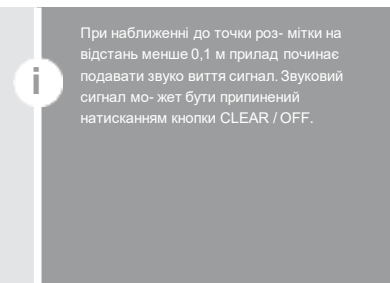 При наближенні до точки роз- мітки на
відстань менше 0,1 м прилад починає
подавати звуко виття сигнал. Звуковий
сигнал мо- жет бути припинений
натисканням кнопки CLEAR / OFF.
i